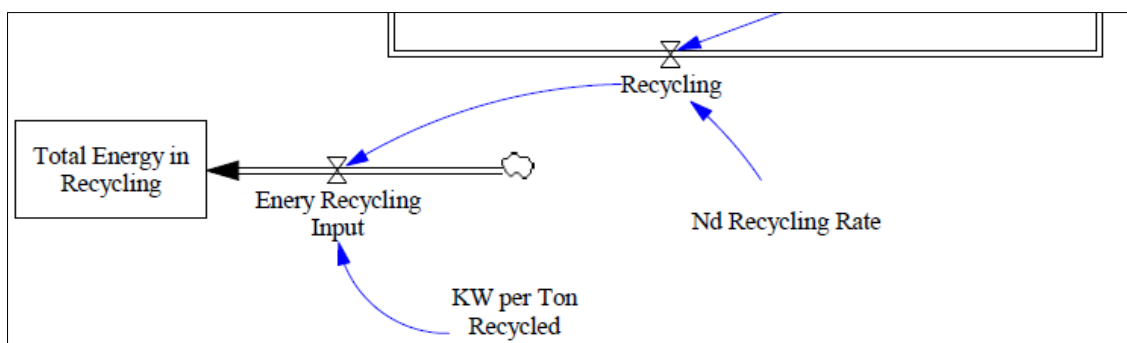 Recycling
Total Energy in
Recycling
Enery Recycling
Input
Nd Recycling Rate
KW per Ton
Recycled